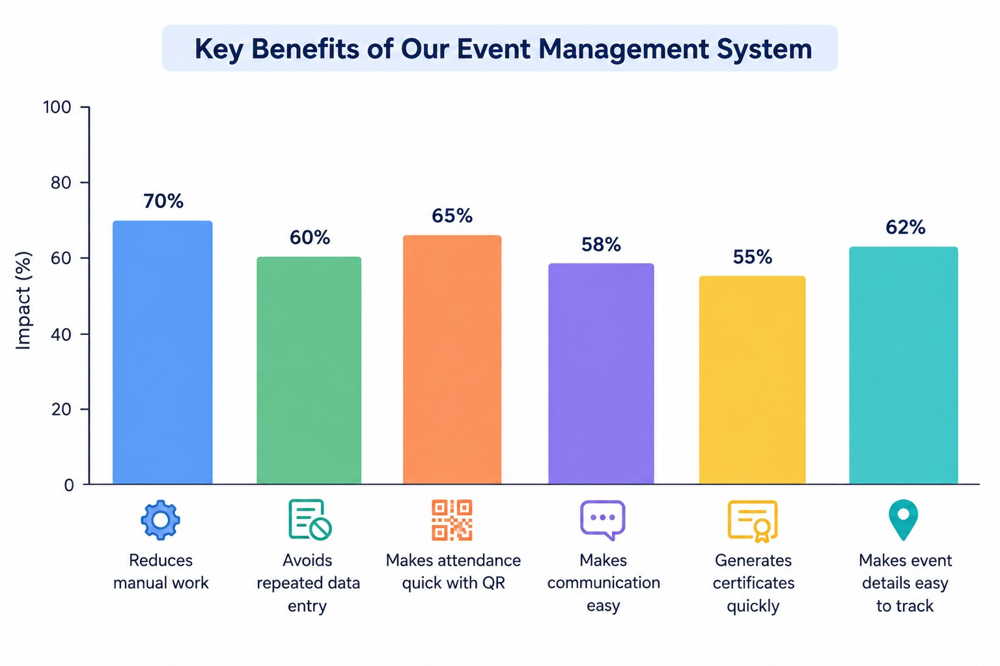 Key Benefits of Our Event Management System
Impact (%)
100
80
60
40
20
0
70%
60%
65%
58%
55%
62%
Reduces
manual work
Avoids
repeated data
entry
Makes attendance
quick with QR
Makes
communication
easy
Generates
certificates
quickly
Makes event
details easy
to track